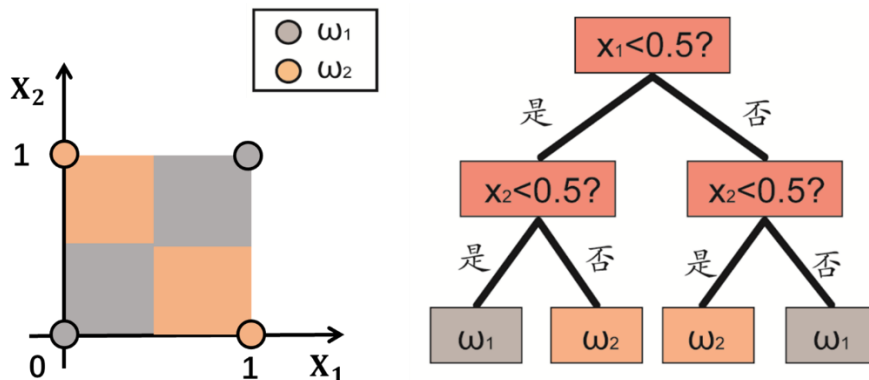 ω₁
ω₂
X₂
1
0
1
X₁
x₁<0.5?
是
否
x₂<0.5?
x₂<0.5?
是
否
是
否
ω₁
ω₂
ω₂
ω₁